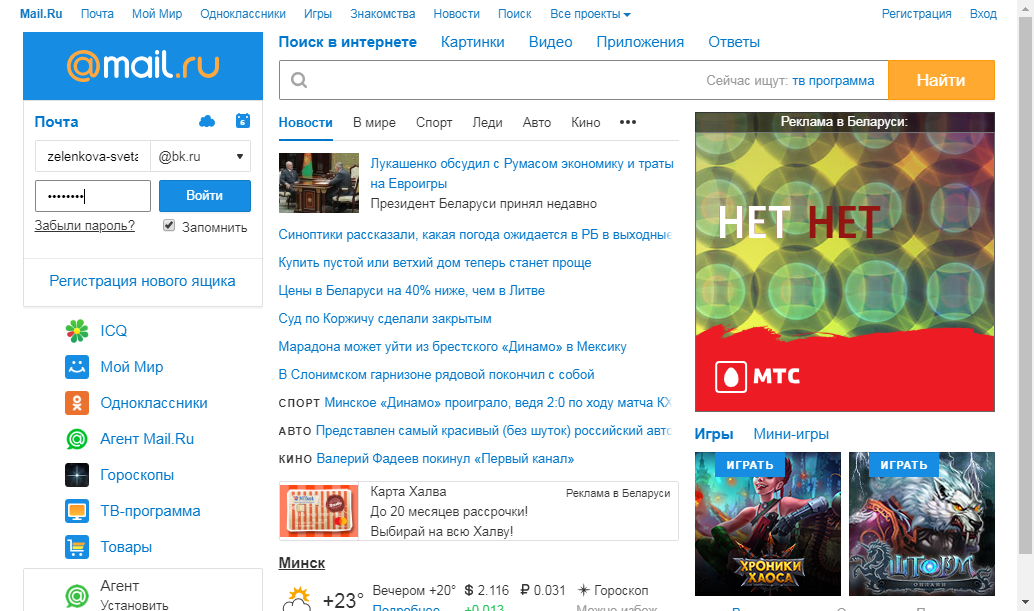 Mail.Ru Почта Мой Мир Одноклассники Игры Знакомства Новости Поиск Все проекты Регистрация Вход
@mail.ru
Почта
6
zelenkova-sveta @bk.ru
•••••••• Войти
Забыли пароль? Запомнить
Регистрация нового ящика
ICQ
Мой Мир
Одноклассники
Агент Mail.Ru
Гороскопы
ТВ-программа
Товары
Агент
Установить
Поиск в интернете Картинки Видео Приложения Ответы
Сейчас ищут: тв программа Найти
Новости В мире Спорт Леди Авто Кино •••
Лукашенко обсудил с Румасом экономику и траты
на Евроигры
Президент Беларуси принял недавно
Синоптики рассказали, какая погода ожидается в РБ в выходные
Купить пустой или ветхий дом теперь станет проще
Цены в Беларуси на 40% ниже, чем в Литве
Суд по Коржичу сделали закрытым
Марадона может уйти из брестского «Динамо» в Мексику
В Слонимском гарнизоне рядовой покончил с собой
СПОРТ Минское «Динамо» проиграло, ведя 2:0 по ходу матча КХ
АВТО Представлен самый красивый (без шуток) российский авто
КИНО Валерий Фадеев покинул «Первый канал»
Карта Халва Реклама в Беларуси
До 20 месяцев рассрочки!
Выбирай на всю Халву!
Минск
+23° Вечером +20° $ 2.116 ₽ 0.031 Гороскоп
Подробнее +0.013 Можно избеж
Реклама в Беларуси:
НЕТ НЕТ
МТС
Игры Мини-игры
ИГРАТЬ ИГРАТЬ
ХРОНИКИ
ХАОСА
ШТОРМ
ОНЛАЙН